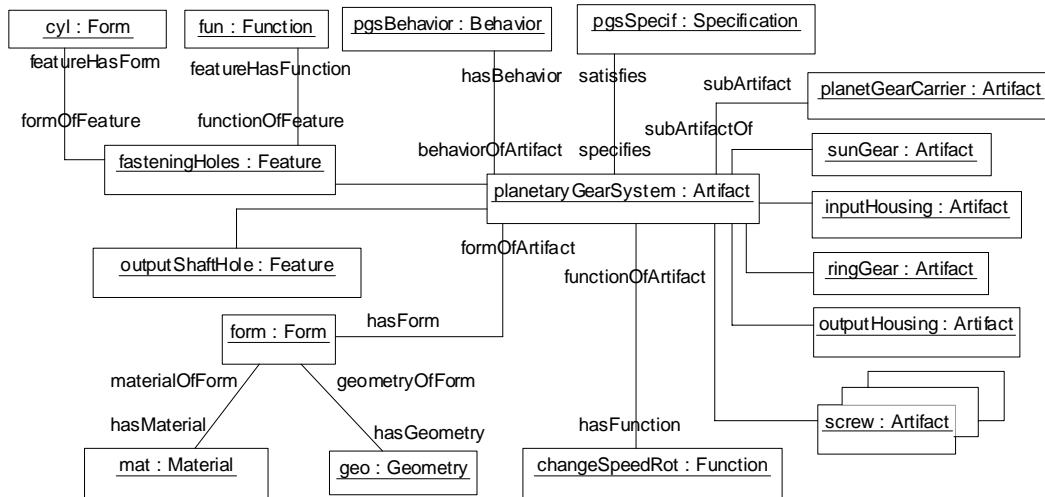 cyl : Form
fun : Function
pgsBehavior : Behavior
pgsSpecif : Specification
featureHasForm
featureHasFunction
hasBehavior
satisfies
subArtifact
planetGearCarrier : Artifact
formOfFeature
functionOfFeature
subArtifactOf
behaviorOfArtifact
specifies
sunGear : Artifact
fasteningHoles : Feature
planetaryGearSystem : Artifact
inputHousing : Artifact
formOfArtifact
outputShaftHole : Feature
functionOfArtifact
ringGear : Artifact
hasForm
form : Form
outputHousing : Artifact
materialOfForm
geometryOfForm
hasMaterial
hasGeometry
hasFunction
screw : Artifact
mat : Material
geo : Geometry
changeSpeedRot : Function